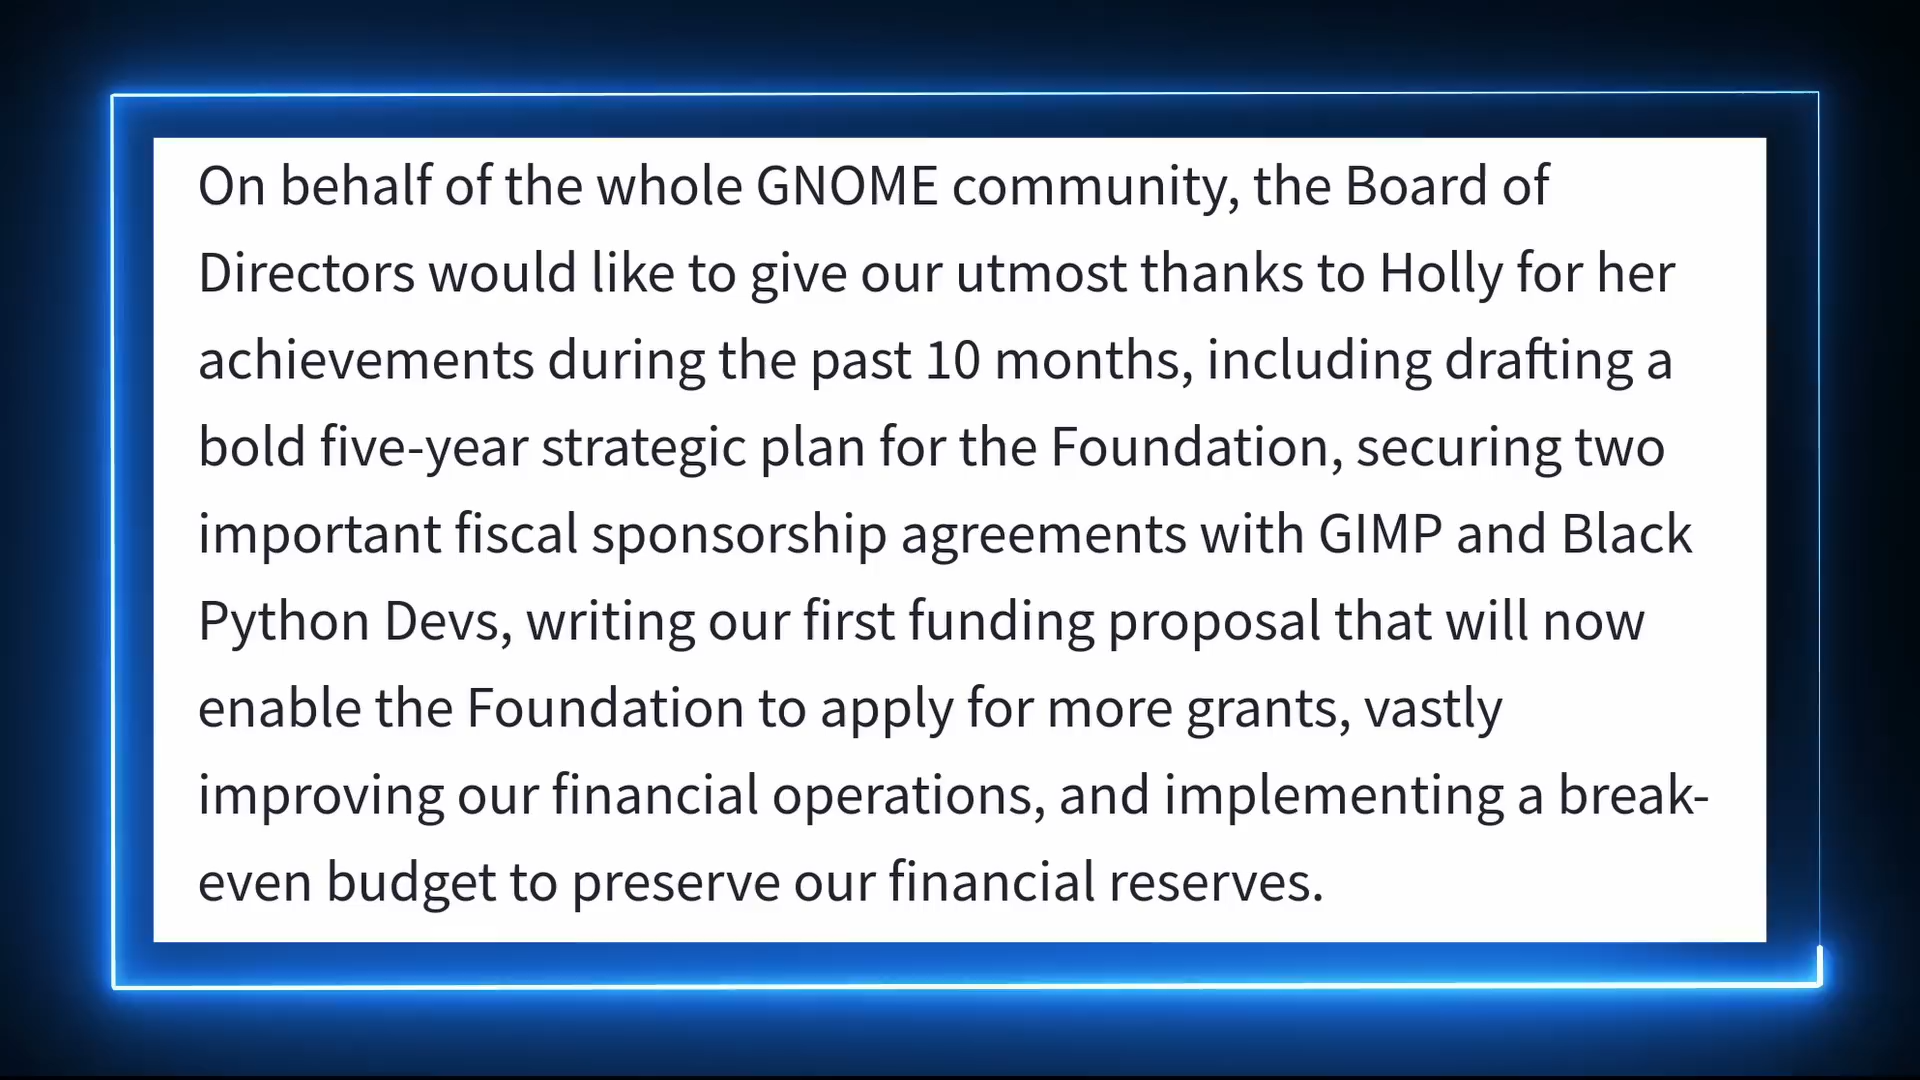 On behalf of the whole GNOME community, the Board of
Directors would like to give our utmost thanks to Holly for her
achievements during the past 10 months, including drafting a
bold five-year strategic plan for the Foundation, securing two
important fiscal sponsorship agreements with GIMP and Black
Python Devs, writing our first funding proposal that will now
enable the Foundation to apply for more grants, vastly
improving our financial operations, and implementing a break-
even budget to preserve our financial reserves.